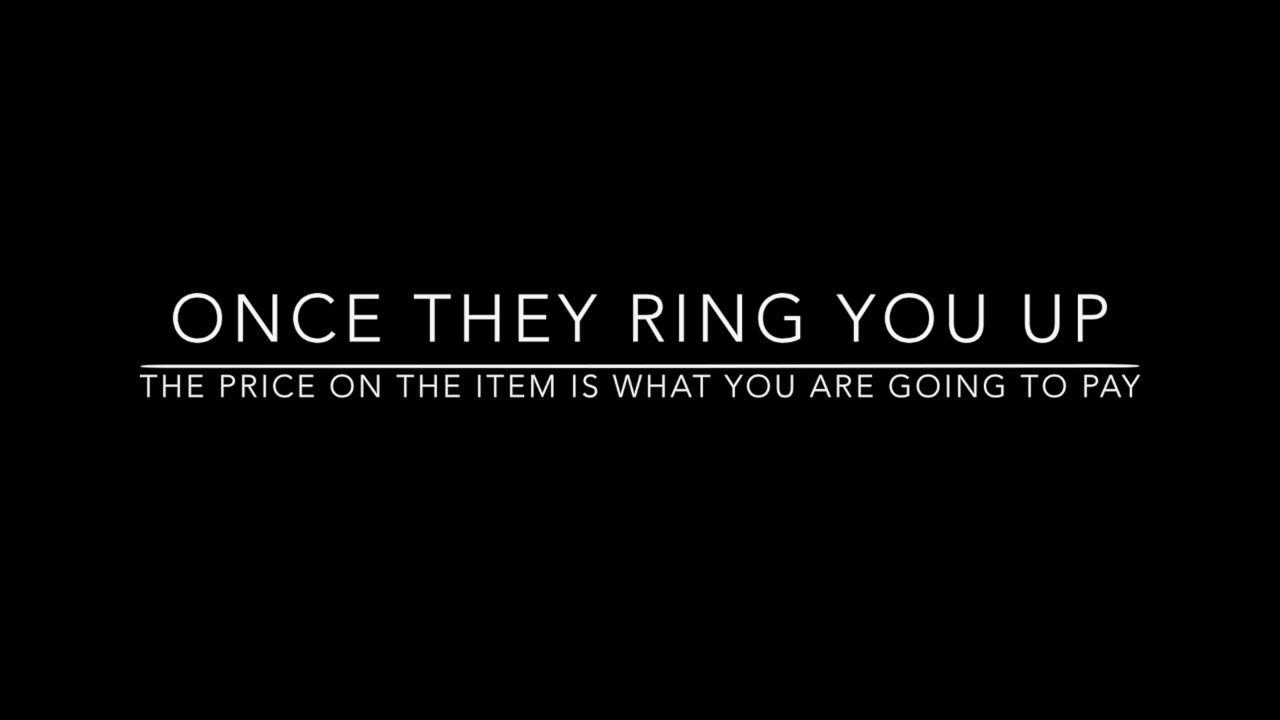 ONCE THEY RING YOU UP
THE PRICE ON THE ITEM IS WHAT YOU ARE GOING TO PAY